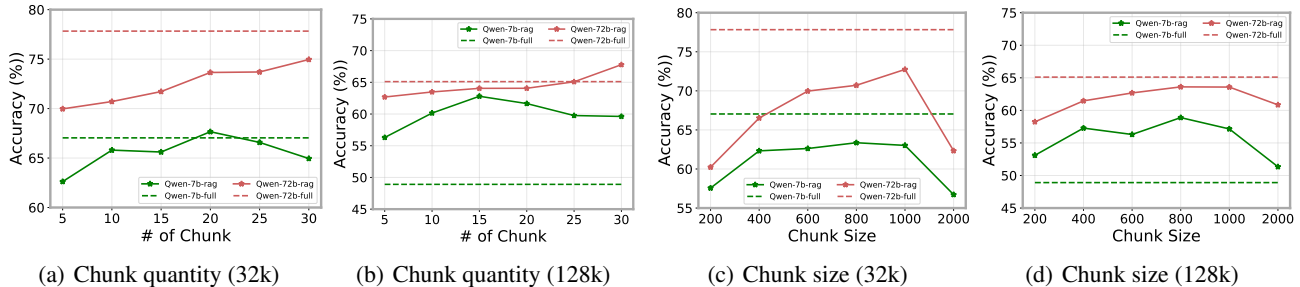 80
75
70
65
60
Accuracy (%))
Qwen-7b-rag
Qwen-7b-full
Qwen-72b-rag
Qwen-72b-full
5 10 15 20 25 30
# of Chunk
(a) Chunk quantity (32k)
75
70
65
60
55
50
45
Accuracy (%))
Qwen-7b-rag
Qwen-7b-full
Qwen-72b-rag
Qwen-72b-full
5 10 15 20 25 30
# of Chunk
(b) Chunk quantity (128k)
80
75
70
65
60
55
Accuracy (%))
Qwen-7b-rag
Qwen-7b-full
Qwen-72b-rag
Qwen-72b-full
200 400 600 800 1000 2000
Chunk Size
(c) Chunk size (32k)
75
70
65
60
55
50
45
Accuracy (%))
Qwen-7b-rag
Qwen-7b-full
Qwen-72b-rag
Qwen-72b-full
200 400 600 800 1000 2000
Chunk Size
(d) Chunk size (128k)